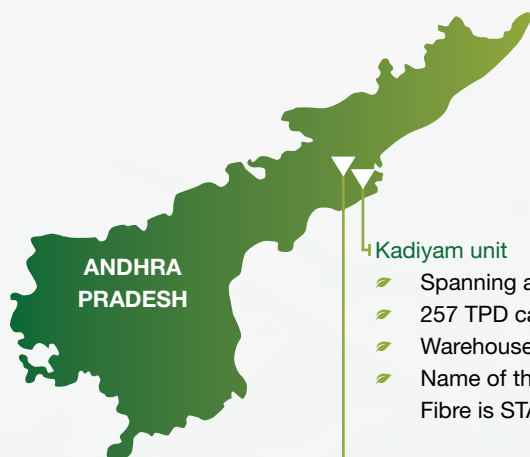 ANDHRA
PRADESH
Kadiyam unit
Spanning a
257 TPD ca
Warehouse
Name of th
Fibre is STA